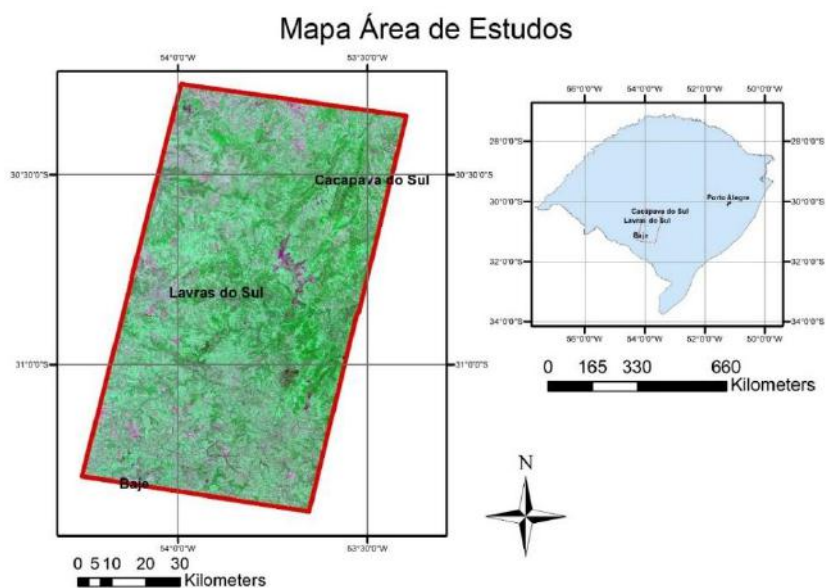 Mapa Área de Estudos
54°0'0"W 53°30'0"W
30°30'0"S 30°30'0"S
Cacapava do Sul
Lavras do Sul
31°0'0"S 31°0'0"S
Baje
54°0'0"W 53°30'0"W
0 5 10 20 30
Kilometers
56°0'0"W 54°0'0"W 52°0'0"W 50°0'0"W
28°0'0"S 28°0'0"S
30°0'0"S 30°0'0"S
Porto Alegre
Cacapava do Sul
Lavras do Sul
Baje
32°0'0"S 32°0'0"S
34°0'0"S 34°0'0"S
56°0'0"W 54°0'0"W 52°0'0"W 50°0'0"W
0 165 330 660
Kilometers
N